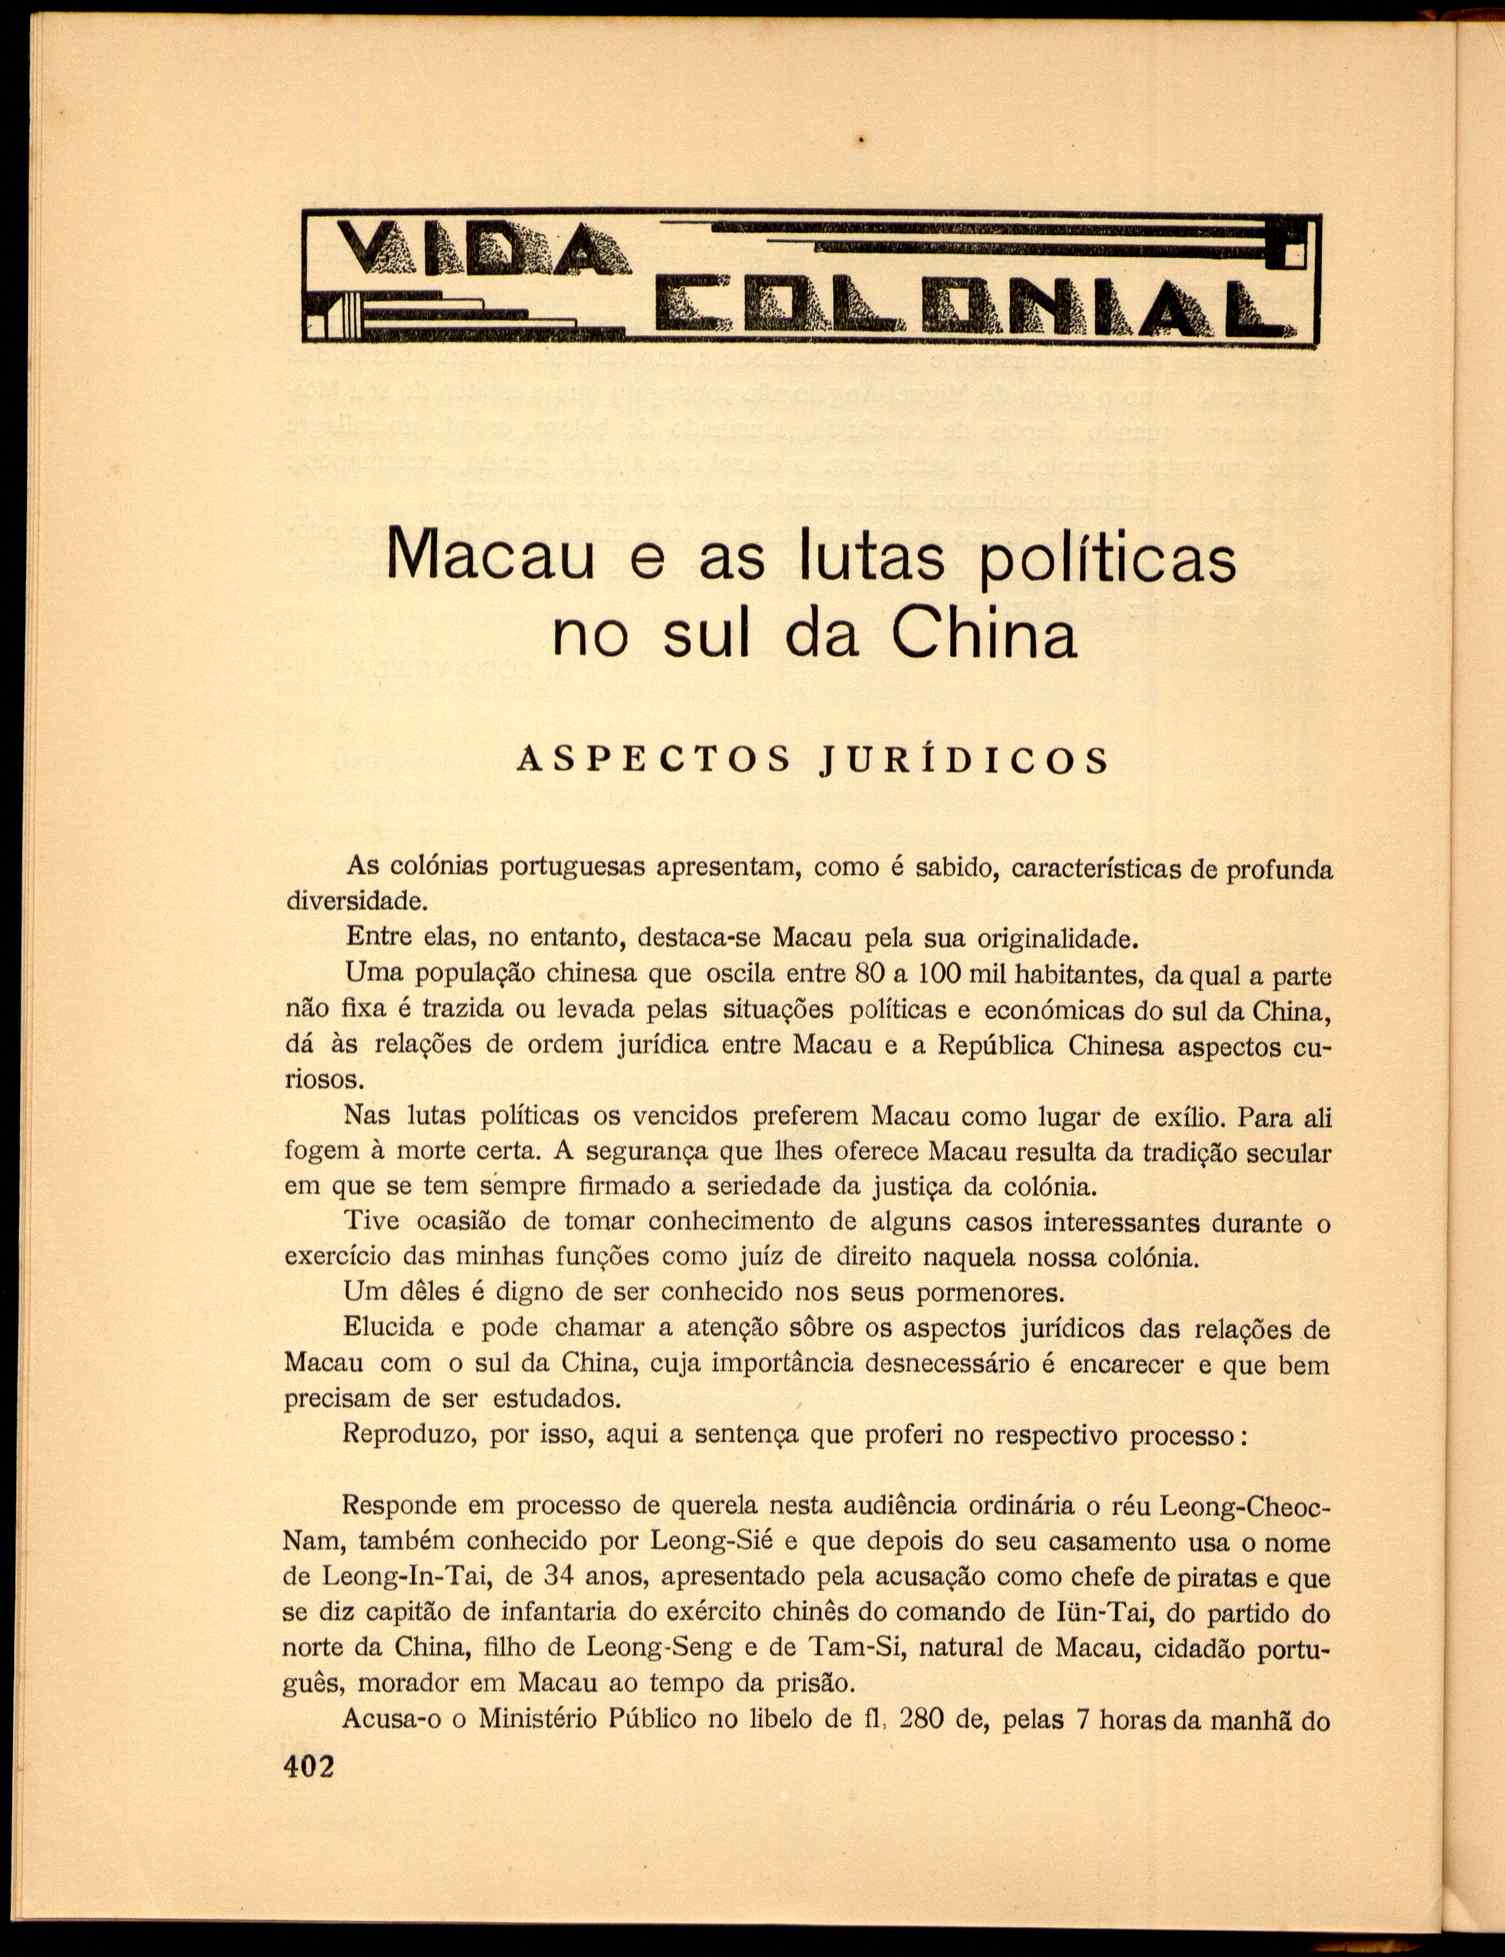 VIDA
COLONIAL
Macau e as lutas políticas
no sul da China
ASPECTOS JURÍDICOS
As colónias portuguesas apresentam, como é sabido, características de profunda
diversidade.
Entre elas, no entanto, destaca-se Macau pela sua originalidade.
Uma população chinesa que oscila entre 80 a 100 mil habitantes, da qual a parte
não fixa é trazida ou levada pelas situações políticas e económicas do sul da China,
dá às relações de ordem jurídica entre Macau e a República Chinesa aspectos cu-
riosos.
Nas lutas políticas os vencidos preferem Macau como lugar de exílio. Para ali
fogem à morte certa. A segurança que lhes oferece Macau resulta da tradição secular
em que se tem sempre firmado a seriedade da justiça da colónia.
Tive ocasião de tomar conhecimento de alguns casos interessantes durante o
exercício das minhas funções como juíz de direito naquela nossa colónia.
Um dêles é digno de ser conhecido nos seus pormenores.
Elucida e pode chamar a atenção sôbre os aspectos jurídicos das relações de
Macau com o sul da China, cuja importância desnecessário é encarecer e que bem
precisam de ser estudados.
Reproduzo, por isso, aqui a sentença que proferi no respectivo processo:
Responde em processo de querela nesta audiência ordinária o réu Leong-Cheoc-
Nam, também conhecido por Leong-Sié e que depois do seu casamento usa o nome
de Leong-In-Tai, de 34 anos, apresentado pela acusação como chefe de piratas e que
se diz capitão de infantaria do exército chinês do comando de Iün-Tai, do partido do
norte da China, filho de Leong-Seng e de Tam-Si, natural de Macau, cidadão portu-
guês, morador em Macau ao tempo da prisão.
Acusa-o o Ministério Público no libelo de fl. 280 de, pelas 7 horas da manhã do
402